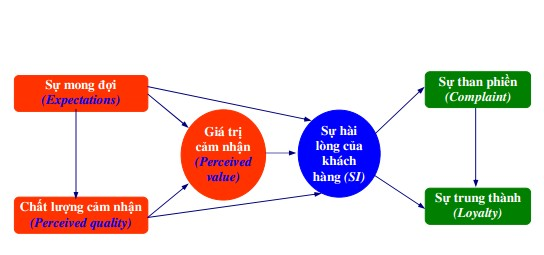 Sự mong đợi
(Expectations)
Sự than phiền
(Complaint)
Giá trị
cảm nhận
(Perceived
value)
Sự hài
lòng của
khách
hàng (SI)
Chất lượng cảm nhận
(Perceived quality)
Sự trung thành
(Loyalty)